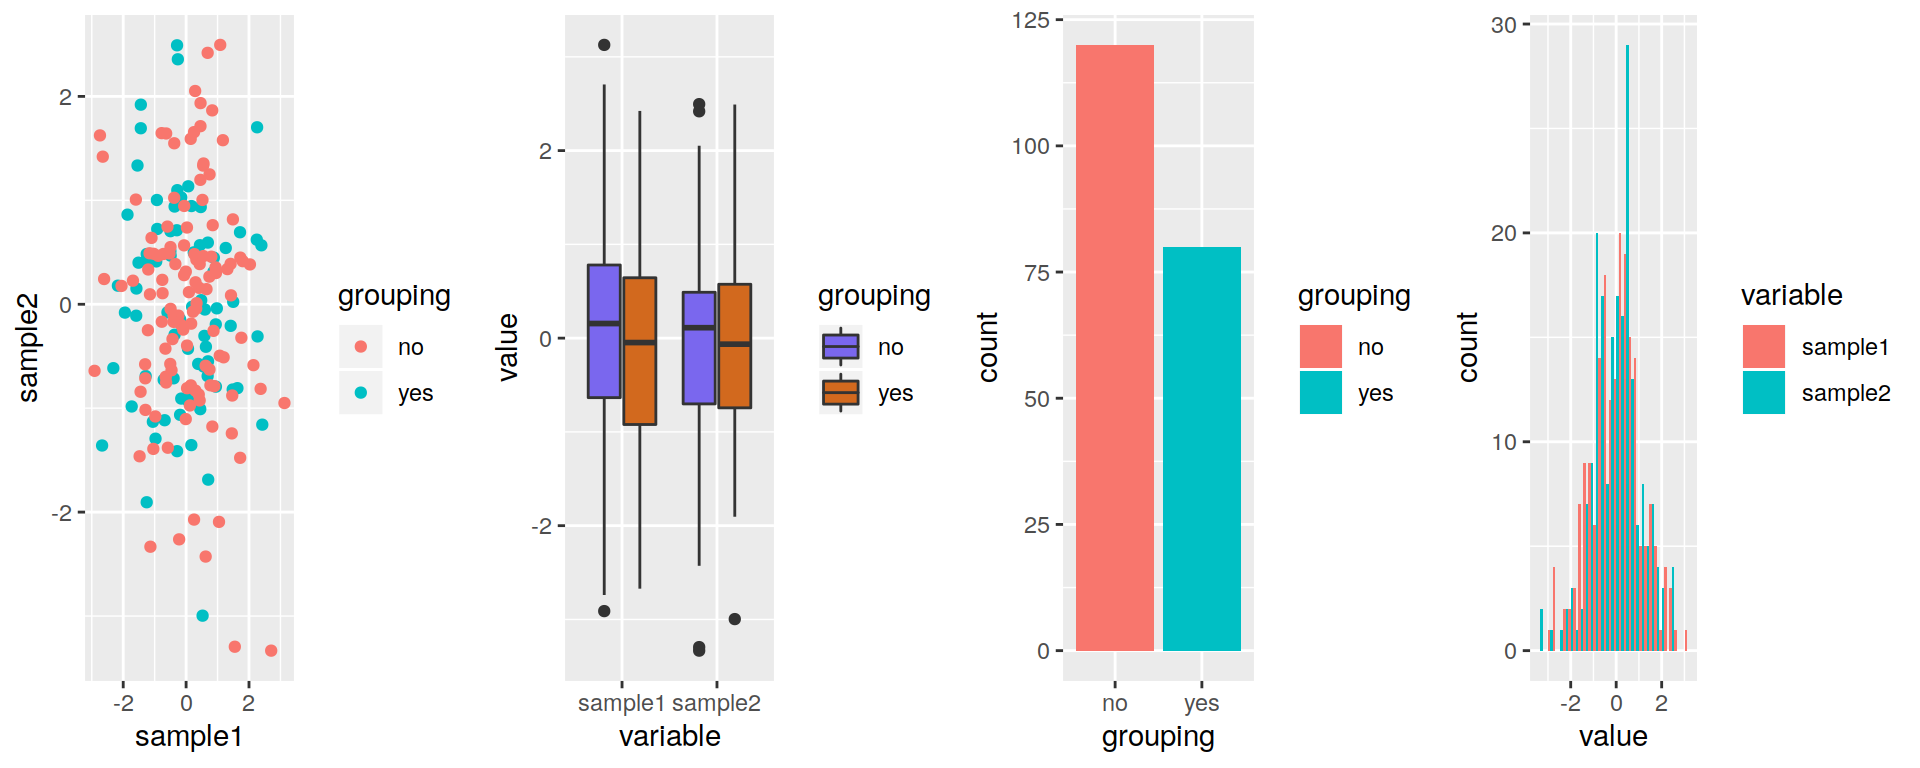 sample2
2
0
-2
-2 0 2
sample1
grouping
no
yes
value
2
0
-2
sample1 sample2
variable
grouping
no
yes
count
125
100
75
50
25
0
no yes
grouping
grouping
no
yes
count
30
20
10
0
-2 0 2
value
variable
sample1
sample2